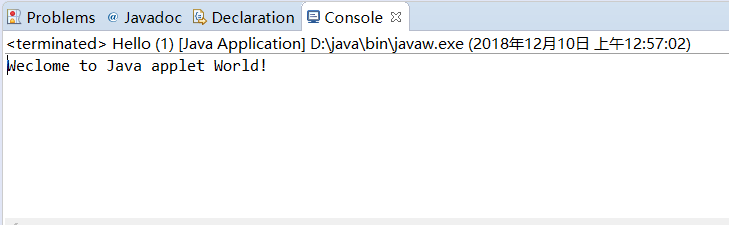 Problems @ Javadoc Declaration Console
<terminated> Hello (1) [Java Application] D:\java\bin\javaw.exe (2018年12月10日 上午12:57:02)
Weclome to Java applet World!